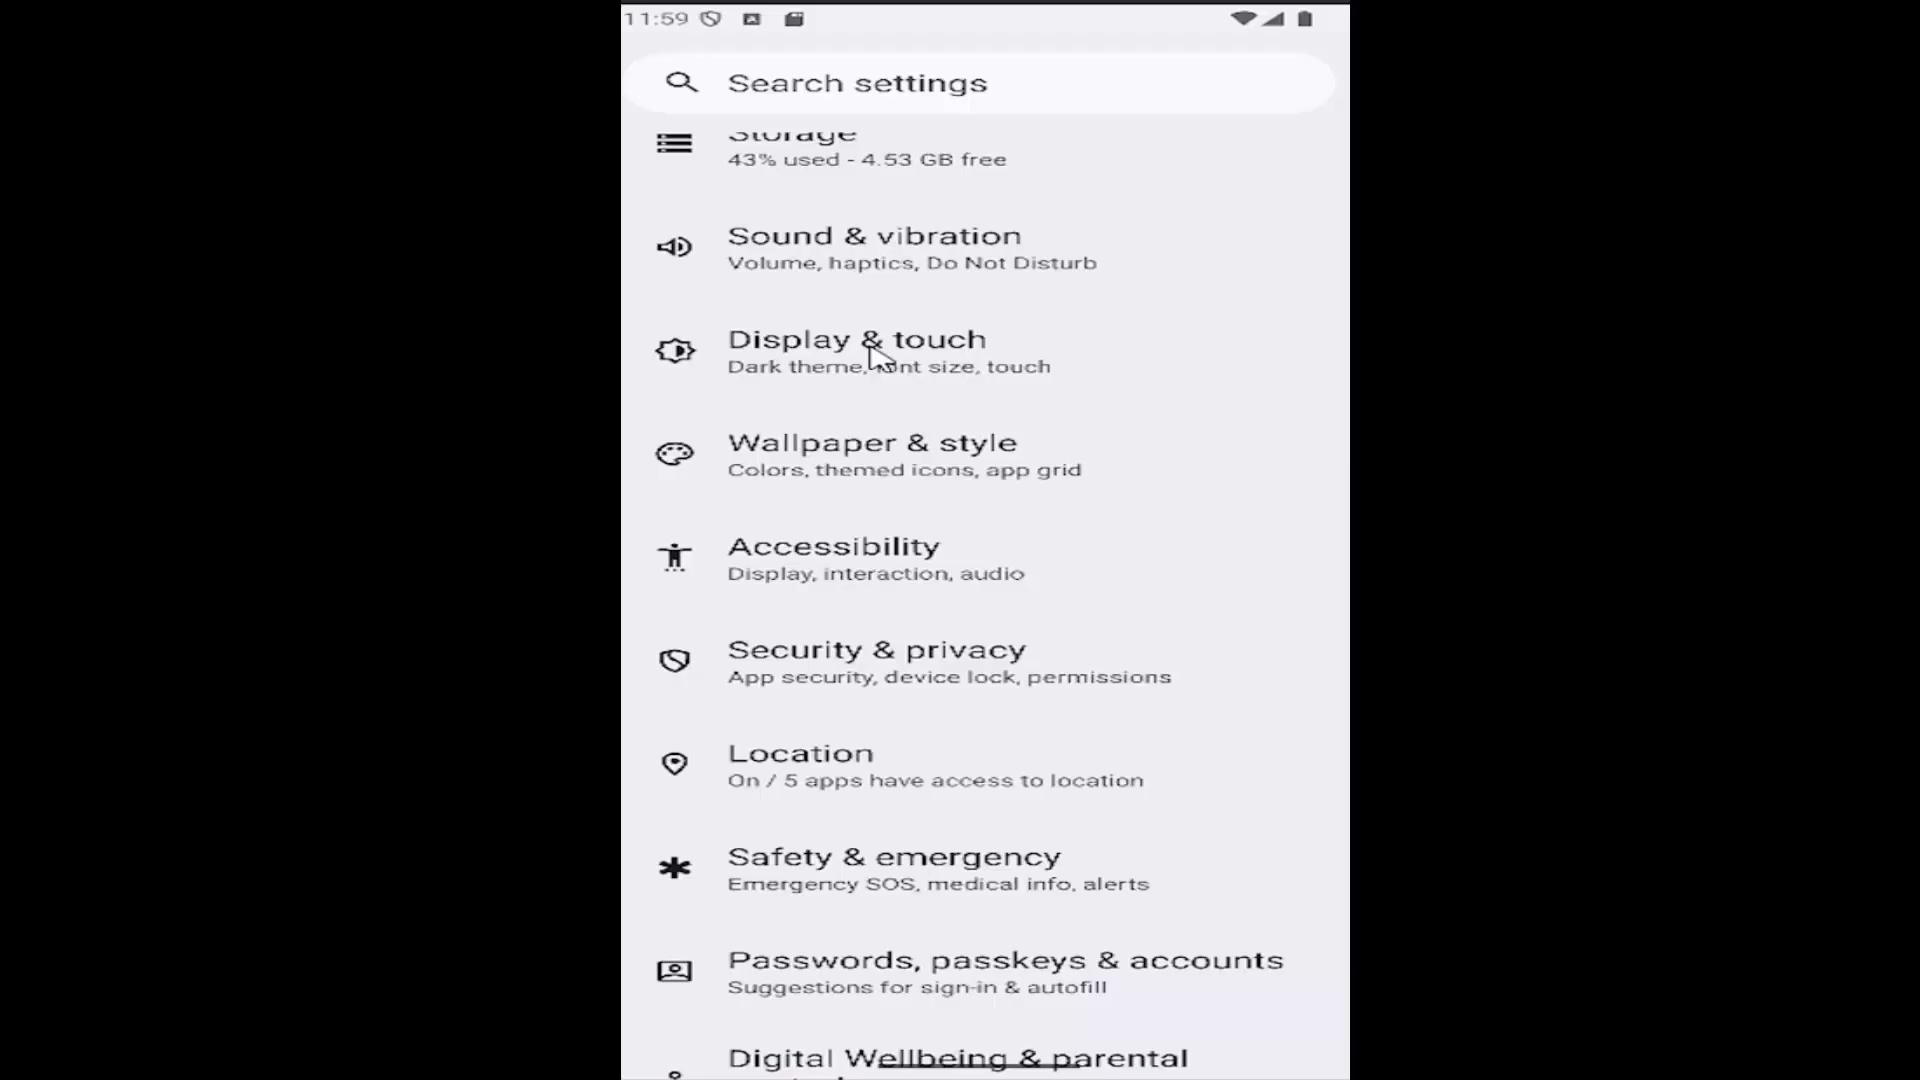 11:59
Search settings
Storage
43% used - 4.53 GB free
Sound & vibration
Volume, haptics, Do Not Disturb
Display & touch
Dark theme, font size, touch
Wallpaper & style
Colors, themed icons, app grid
Accessibility
Display, interaction, audio
Security & privacy
App security, device lock, permissions
Location
On / 5 apps have access to location
Safety & emergency
Emergency SOS, medical info, alerts
Passwords, passkeys & accounts
Suggestions for sign-in & autofill
Digital Wellbeing & parental